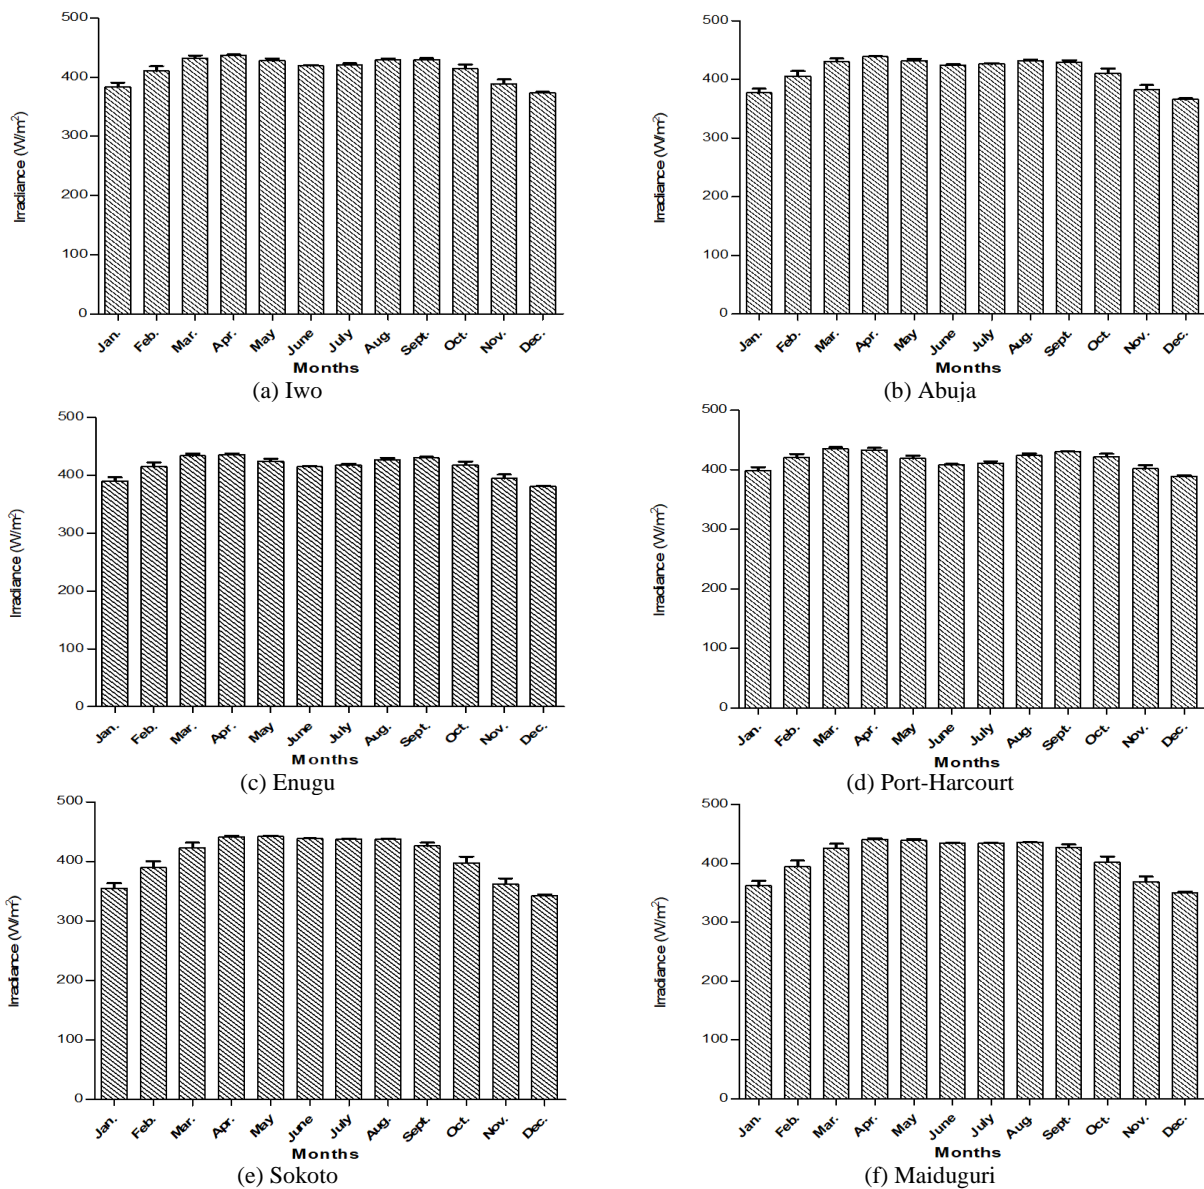 500
400
300
200
100
0
Irradiance (W/m²)
Jan. Feb. Mar. Apr. May June July Aug. Sept. Oct. Nov. Dec.
Months
(a) Iwo
500
400
300
200
100
0
Irradiance (W/m²)
Jan. Feb. Mar. Apr. May June July Aug. Sept. Oct. Nov. Dec.
Months
(b) Abuja
500
400
300
200
100
0
Irradiance (W/m²)
Jan. Feb. Mar. Apr. May June July Aug. Sept. Oct. Nov. Dec.
Months
(c) Enugu
500
400
300
200
100
0
Irradiance (W/m²)
Jan. Feb. Mar. Apr. May June July Aug. Sept. Oct. Nov. Dec.
Months
(d) Port-Harcourt
500
400
300
200
100
0
Irradiance (W/m²)
Jan. Feb. Mar. Apr. May June July Aug. Sept. Oct. Nov. Dec.
Months
(e) Sokoto
500
400
300
200
100
0
Irradiance (W/m²)
Jan. Feb. Mar. Apr. May June July Aug. Sept. Oct. Nov. Dec.
Months
(f) Maiduguri